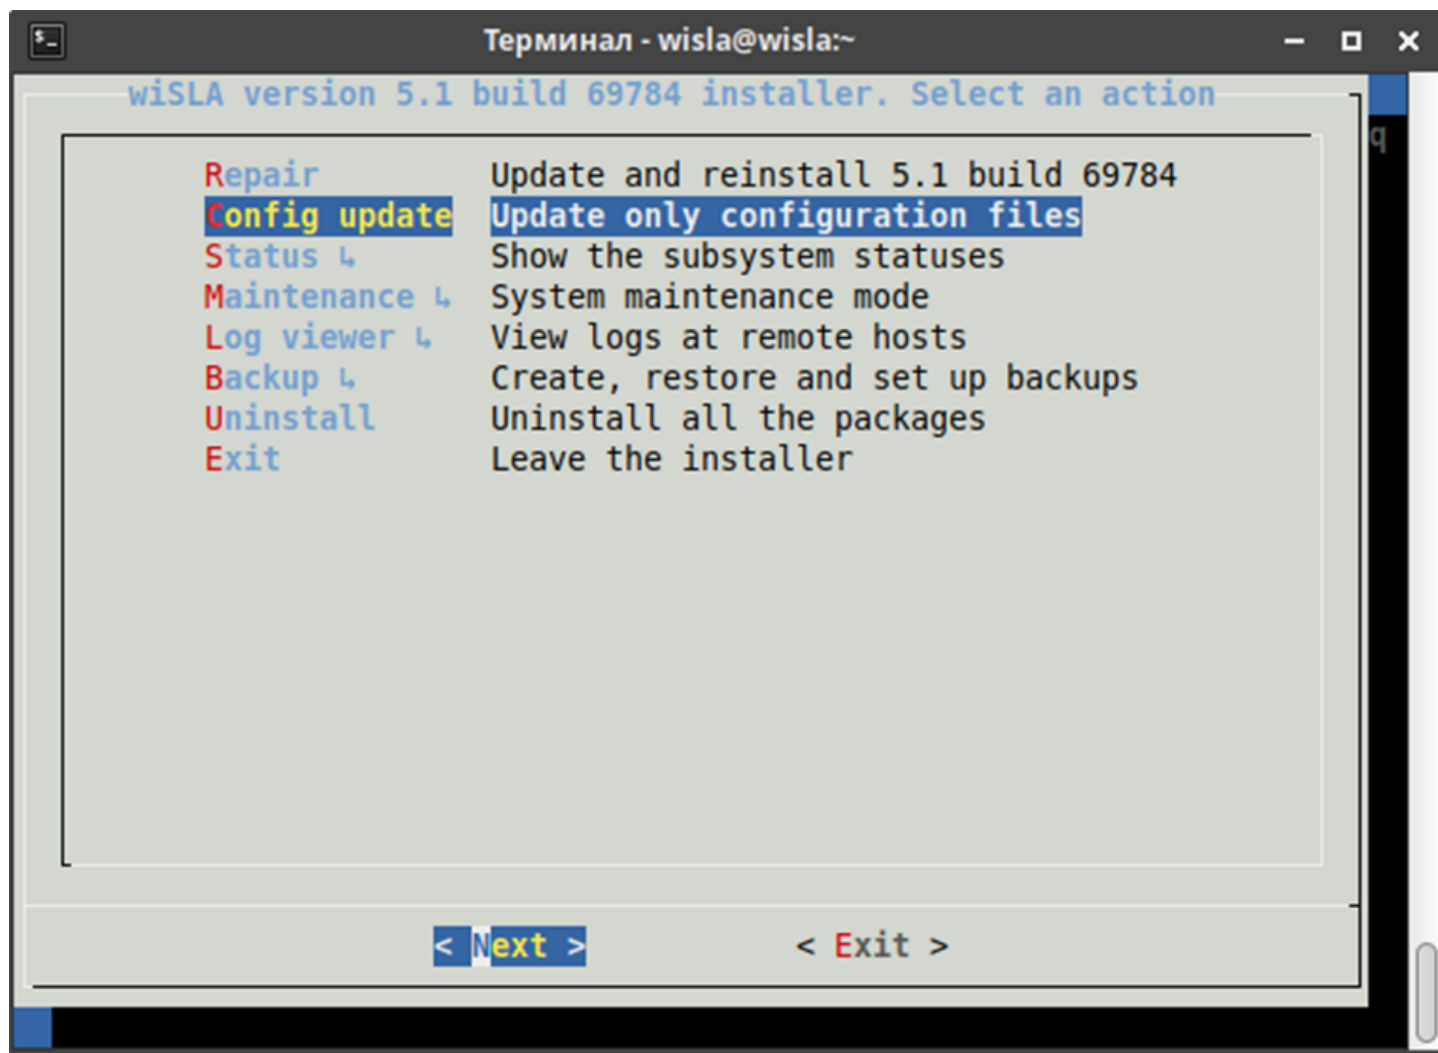 Терминал - wisla@wisla:~
wiSLA version 5.1 build 69784 installer. Select an action
q
Repair Update and reinstall 5.1 build 69784
Config update Update only configuration files
Status ↳ Show the subsystem statuses
Maintenance ↳ System maintenance mode
Log viewer ↳ View logs at remote hosts
Backup ↳ Create, restore and set up backups
Uninstall Uninstall all the packages
Exit Leave the installer
< Next > < Exit >